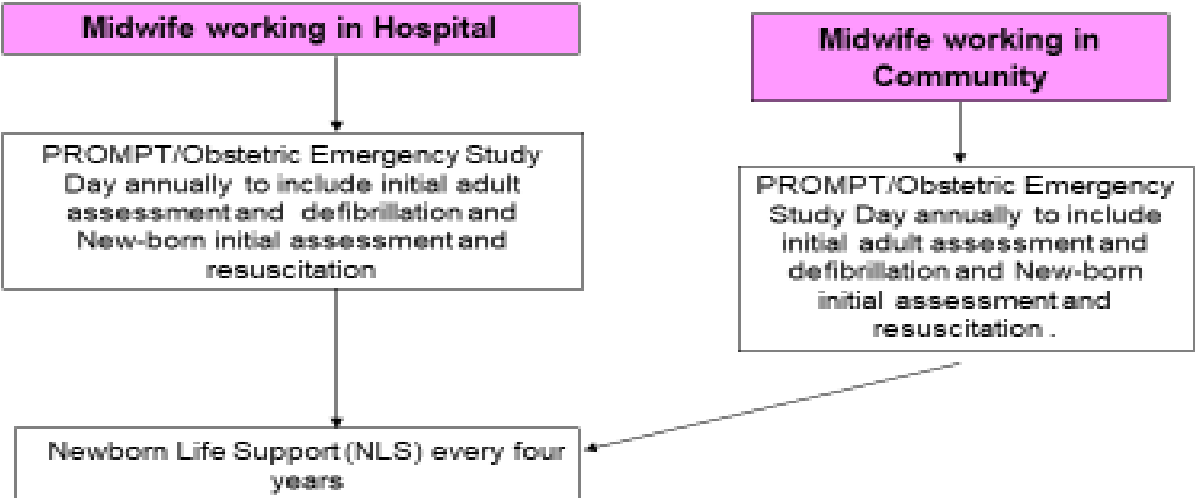 Midwife working in Hospital
PROMPT/Obstetric Emergency Study
Day annually to include initial adult
assessment and defibrillation and
New-born initial assessment and
resuscitation
Midwife working in
Community
PROMPT/Obstetric Emergency
Study Day annually to include
initial adult assessment and
defibrillation and New-born
initial assessment and
resuscitation .
Newborn Life Support (NLS) every four
years